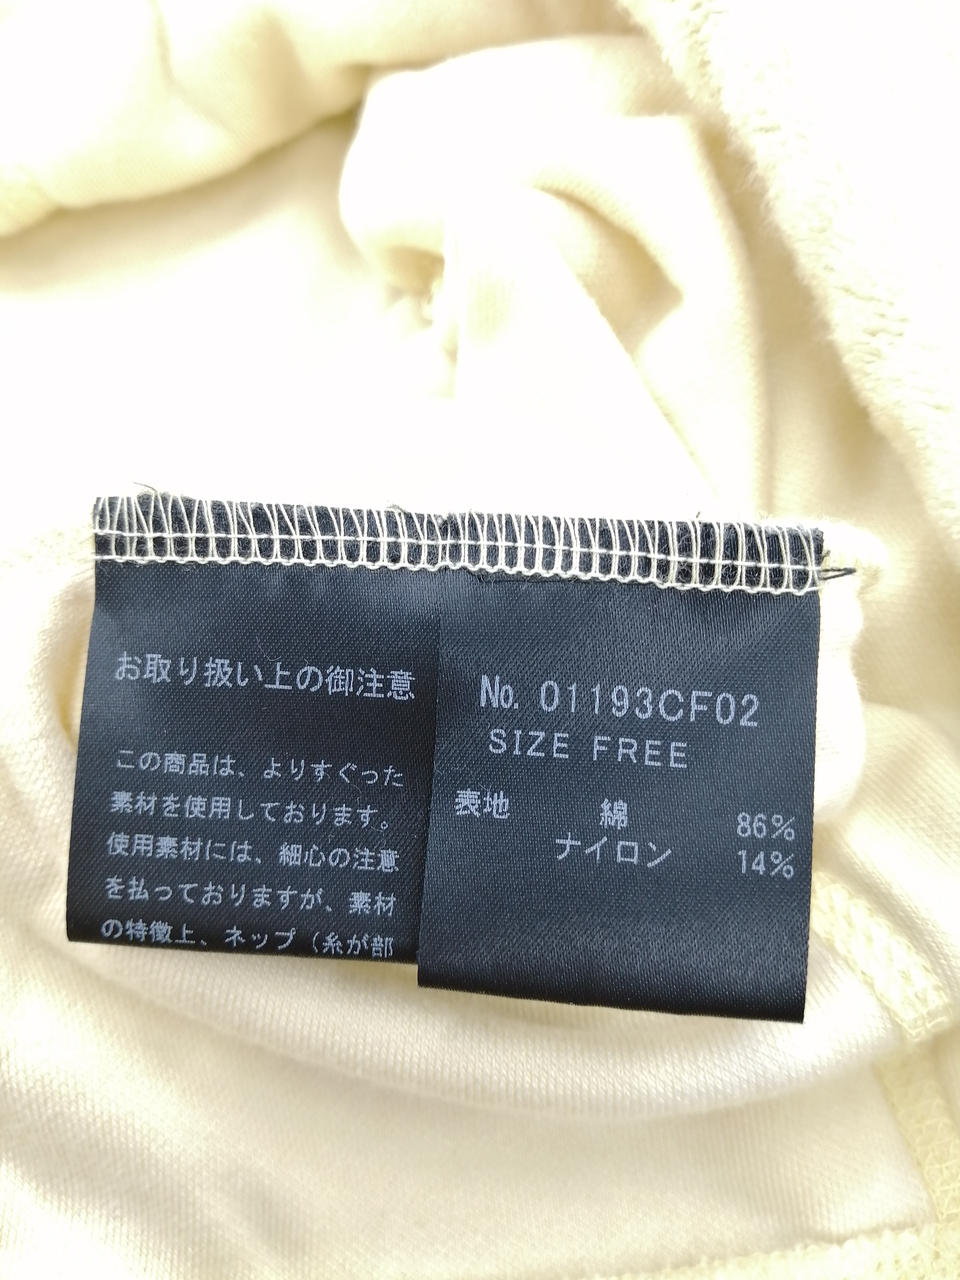 お取り扱い上の御注意
この商品は、よりすぐった
素材を使用しております。
使用素材には、細心の注意
を払っておりますが、素材
の特徴上、ネップ（糸が部
№. 01193CF02
SIZE FREE
表地 綿 86%
ナイロン 14%